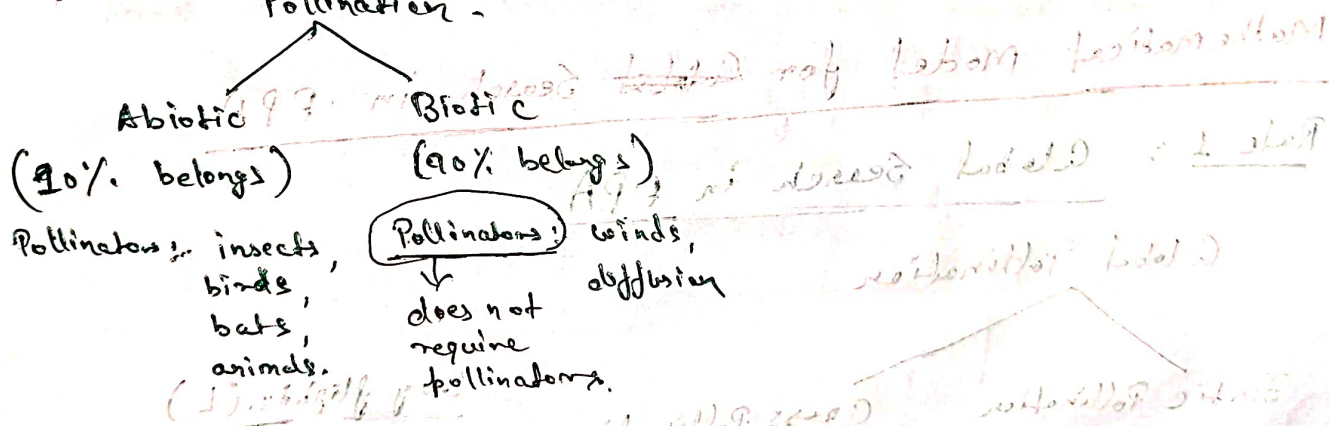 Pollination -
Abiotic Biotic
(10% belongs) (90% belongs)
Pollinators: insects, Pollinators: winds,
birds, diffusion
bats, does not
animals. require
pollinators.